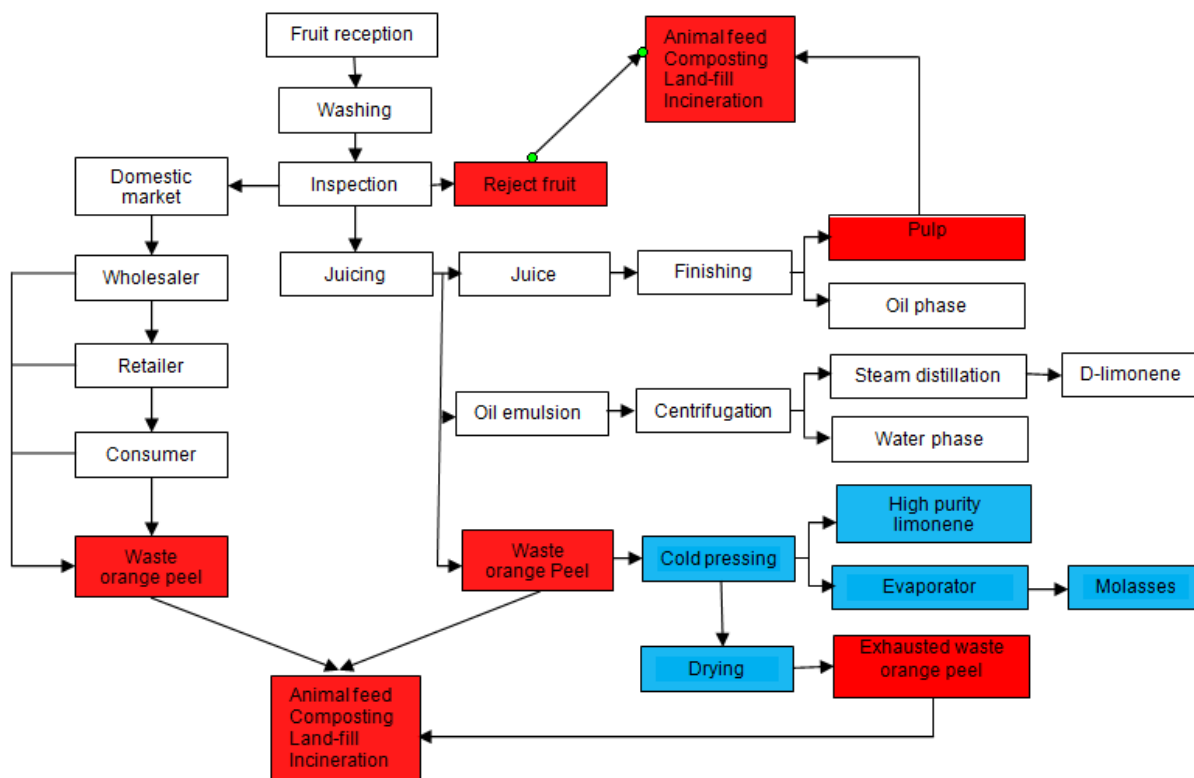 Fruit reception
Animal feed
Composting
Land-fill
Incineration
Washing
Domestic
market
Inspection
Reject fruit
Pulp
Wholesaler
Juicing
Juice
Finishing
Oil phase
Retailer
Steam distillation
D-limonene
Oil emulsion
Centrifugation
Water phase
Consumer
High purity
limonene
Waste
orange peel
Waste
orange Peel
Cold pressing
Evaporator
Molasses
Drying
Exhausted waste
orange peel
Animal feed
Composting
Land-fill
Incineration